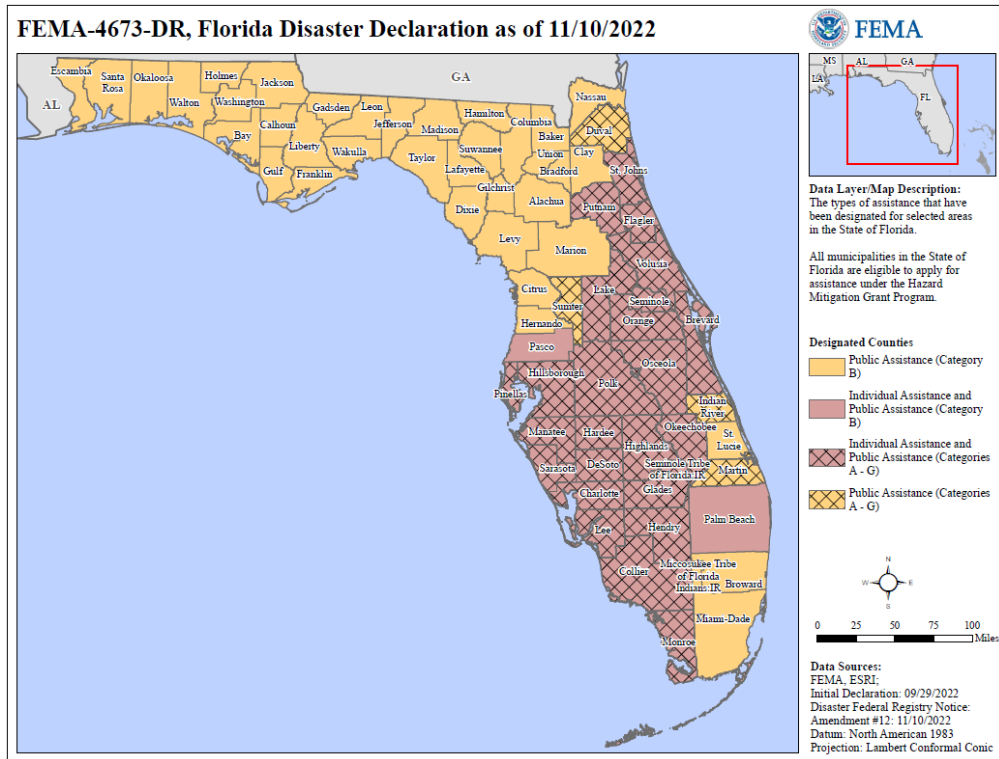 FEMA-4673-DR, Florida Disaster Declaration as of 11/10/2022
FEMA
MS
AL
GA
LA
FL
Escambia
Santa
Rosa
Okaloosa
Walton
Holmes
Washington
Jackson
Bay
Calhoun
Gulf
Liberty
Franklin
Gadsden
Leon
Wakulla
Jefferson
Madison
Taylor
Hamilton
Suwannee
Lafayette
Columbia
Baker
Union
Bradford
Nassau
Duval
Clay
St. Johns
Gilchrist
Dixie
Alachua
Putnam
Flagler
Levy
Marion
Volusia
Citrus
Sumter
Lake
Seminole
Hernando
Orange
Brevard
Pasco
Osceola
Hillsborough
Polk
Pinellas
Indian
River
Manatee
Hardee
Okeechobee
St.
Lucie
Highlands
Sarasota
DeSoto
Seminole Tribe
of Florida IR
Martin
Charlotte
Glades
Lee
Hendry
Palm Beach
Collier
Miccosukee Tribe
of Florida
Indians IR
Broward
Miami-Dade
Monroe
AL
GA
Data Layer/Map Description:
The types of assistance that have
been designated for selected areas
in the State of Florida.
All municipalities in the State of
Florida are eligible to apply for
assistance under the Hazard
Mitigation Grant Program.
Designated Counties
Public Assistance (Category
B)
Individual Assistance and
Public Assistance (Category
B)
Individual Assistance and
Public Assistance (Categories
A - G)
Public Assistance (Categories
A - G)
N
W
E
S
0 25 50 75 100
Miles
Data Sources:
FEMA, ESRI;
Initial Declaration: 09/29/2022
Disaster Federal Registry Notice:
Amendment #12: 11/10/2022
Datum: North American 1983
Projection: Lambert Conformal Conic